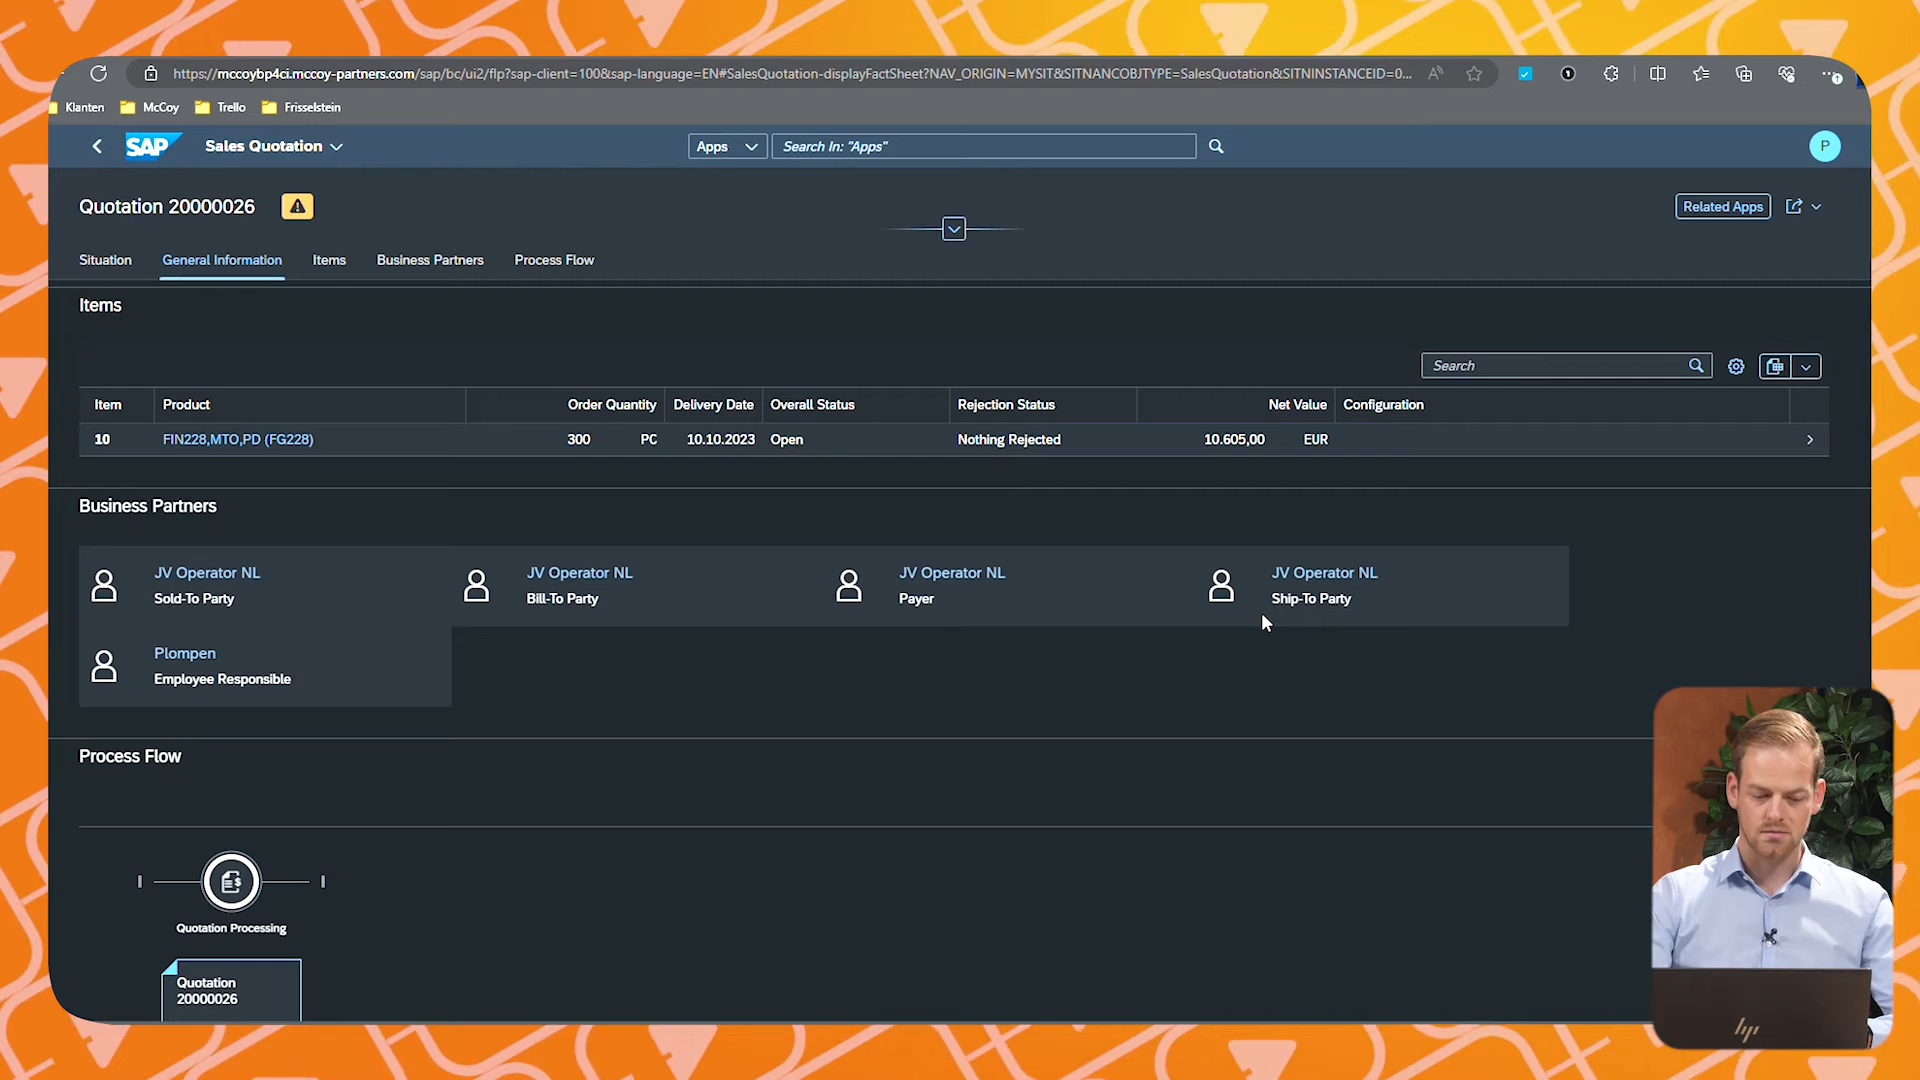 https://mccoybp4ci.mccoy-partners.com/sap/bc/ui2/flp?sap-client=100&sap-language=EN#SalesQuotation-displayFactSheet?NAV_ORIGIN=MYSIT&SITNANCOBJTYPE=SalesQuotation&SITNINSTANCEID=0...
Klanten McCoy Trello Frisselstein
SAP Sales Quotation Apps Search In: "Apps" P
Quotation 20000026 Related Apps
Situation General Information Items Business Partners Process Flow
Items
Search
Item Product Order Quantity Delivery Date Overall Status Rejection Status Net Value Configuration
10 FIN228,MTO,PD (FG228) 300 PC 10.10.2023 Open Nothing Rejected 10.605,00 EUR
Business Partners
JV Operator NL JV Operator NL JV Operator NL JV Operator NL
Sold-To Party Bill-To Party Payer Ship-To Party
Plompen
Employee Responsible
Process Flow
Quotation Processing
Quotation
20000026
hp